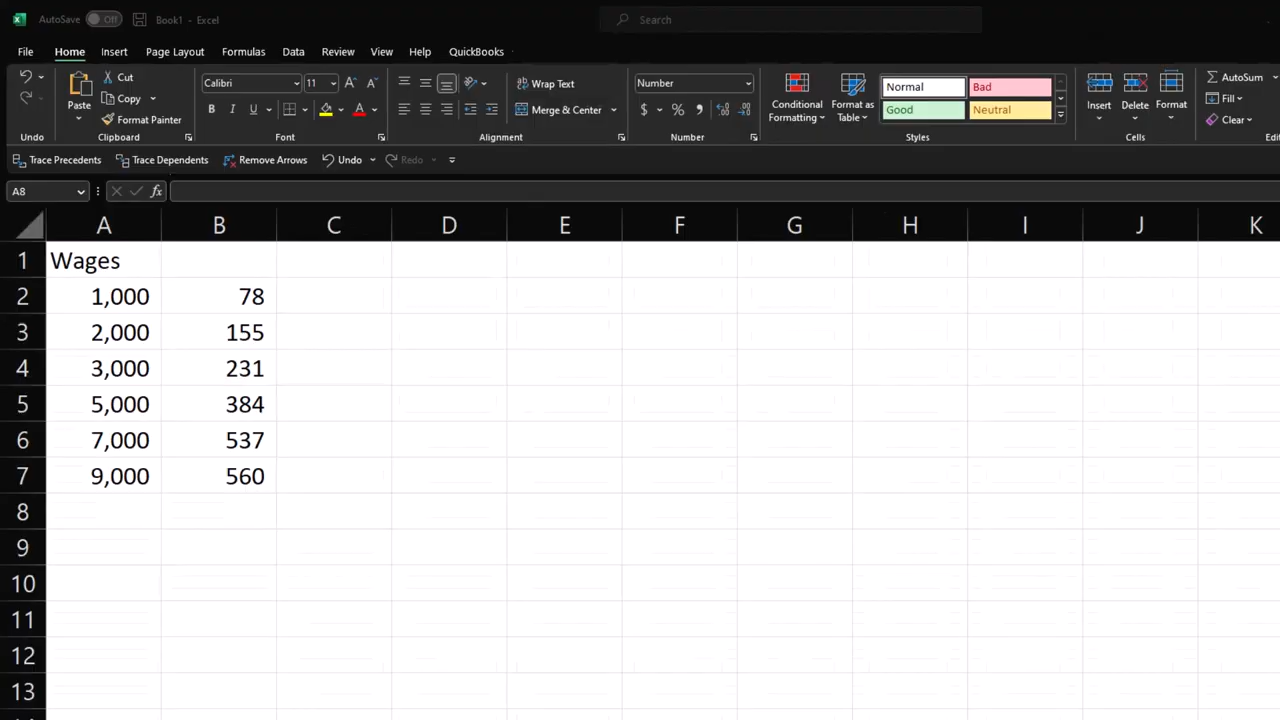 AutoSave Off Book1 - Excel Search
File Home Insert Page Layout Formulas Data Review View Help QuickBooks
Paste Cut Copy Format Painter
Calibri 11 B I U A A A
Wrap Text Merge & Center
Number $ %
Conditional Formatting Format as Table
Normal Bad Good Neutral
Insert Delete Format
AutoSum Fill Clear
Undo Clipboard Font Alignment Number Styles Cells
Trace Precedents Trace Dependents Remove Arrows Undo Redo
A8 fx
A B C D E F G H I J K
1 Wages
2 1,000 78
3 2,000 155
4 3,000 231
5 5,000 384
6 7,000 537
7 9,000 560
8
9
10
11
12
13